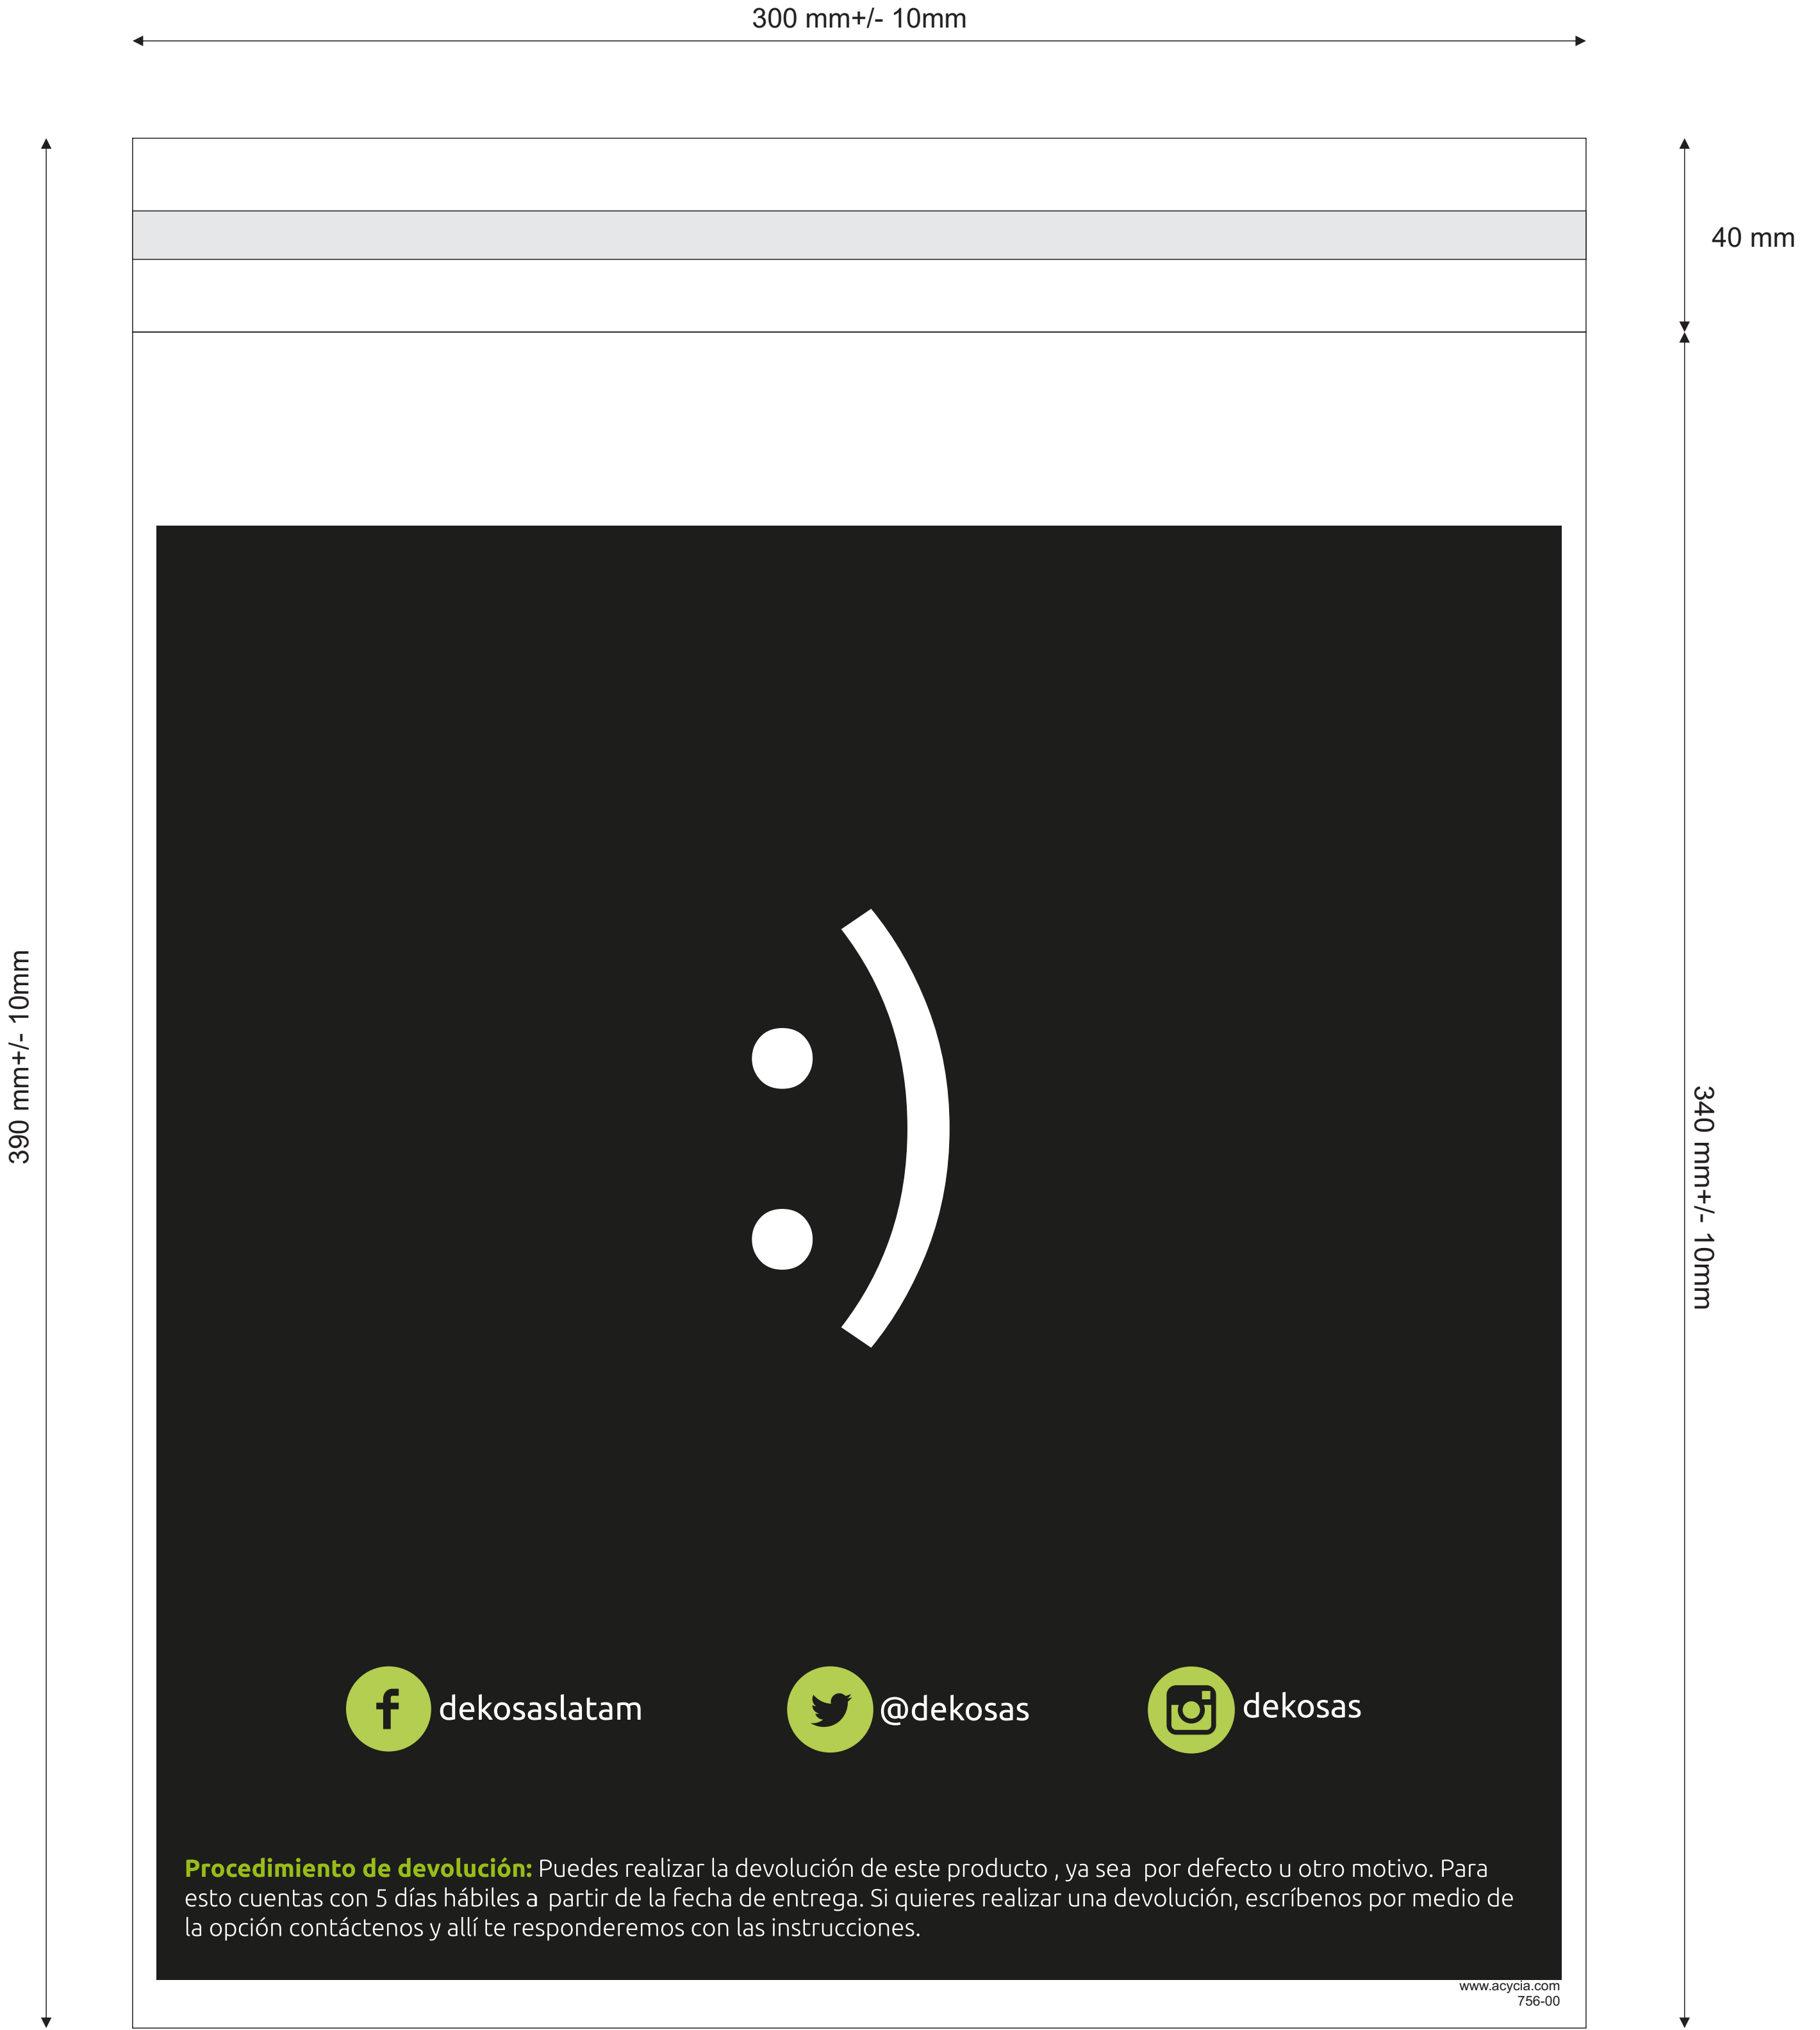 300 mm+/- 10mm
40 mm
390 mm+/- 10mm
340 mm+/- 10mm
:)
dekosaslatam
@dekosas
dekosas
Procedimiento de devolución: Puedes realizar la devolución de este producto , ya sea  por defecto u otro motivo. Para
esto cuentas con 5 días hábiles a  partir de la fecha de entrega. Si quieres realizar una devolución, escríbenos por medio de
la opción contáctenos y allí te responderemos con las instrucciones.
www.acycia.com
756-00